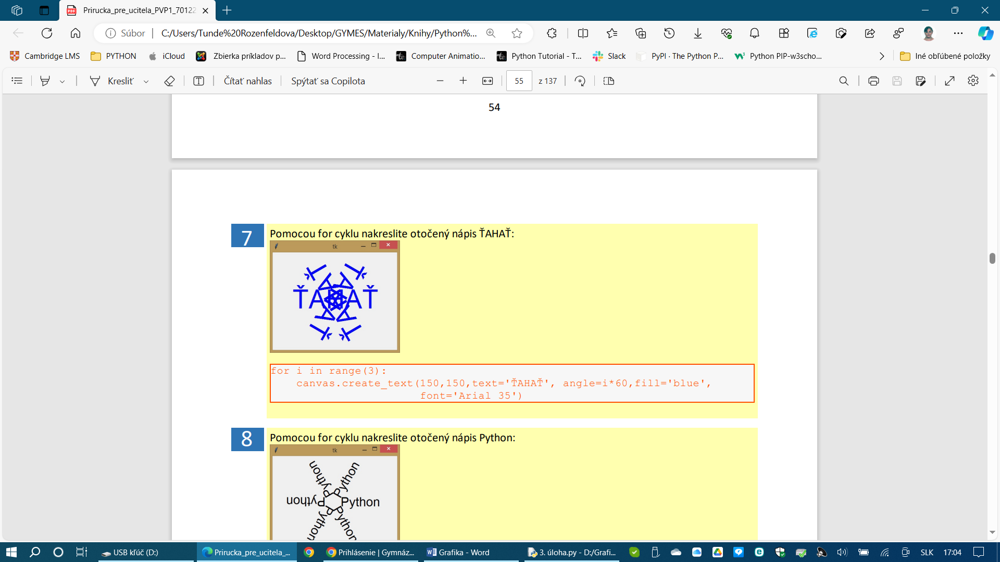 Prirucka_pre_ucitela_PVP1_70122
Súbor
C:/Users/Tunde%20Rozenfeldova/Desktop/GYMES/Materialy/Knihy/Python%...
Cambridge LMS PYTHON iCloud Zbierka príkladov p... Word Processing - I... Computer Animatio... Python Tutorial - T... Slack PyPI · The Python P... Python PIP-w3scho... Iné obľúbené položky
Kresliť Čítať nahlas Spýtať sa Copilota 55 z 137
54
7
Pomocou for cyklu nakreslite otočený nápis ŤAHAŤ:
tk
ŤAHAŤ
for i in range(3):
canvas.create_text(150,150,text='ŤAHAŤ', angle=i*60,fill='blue',
font='Arial 35')
8
Pomocou for cyklu nakreslite otočený nápis Python:
tk
Python
Python
Python
Python
Python
Python
USB kľúč (D:) Prirucka_pre_ucitela_... Prihlásenie | Gymnáz... Grafika - Word 3. úloha.py - D:/Grafi... SLK 17:04